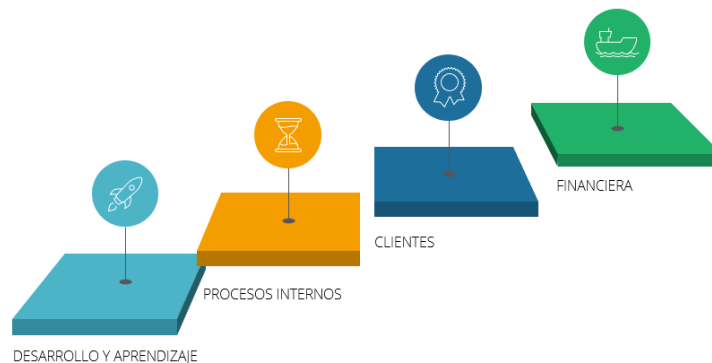 FINANCIERA
CLIENTES
PROCESOS INTERNOS
DESARROLLO Y APRENDIZAJE